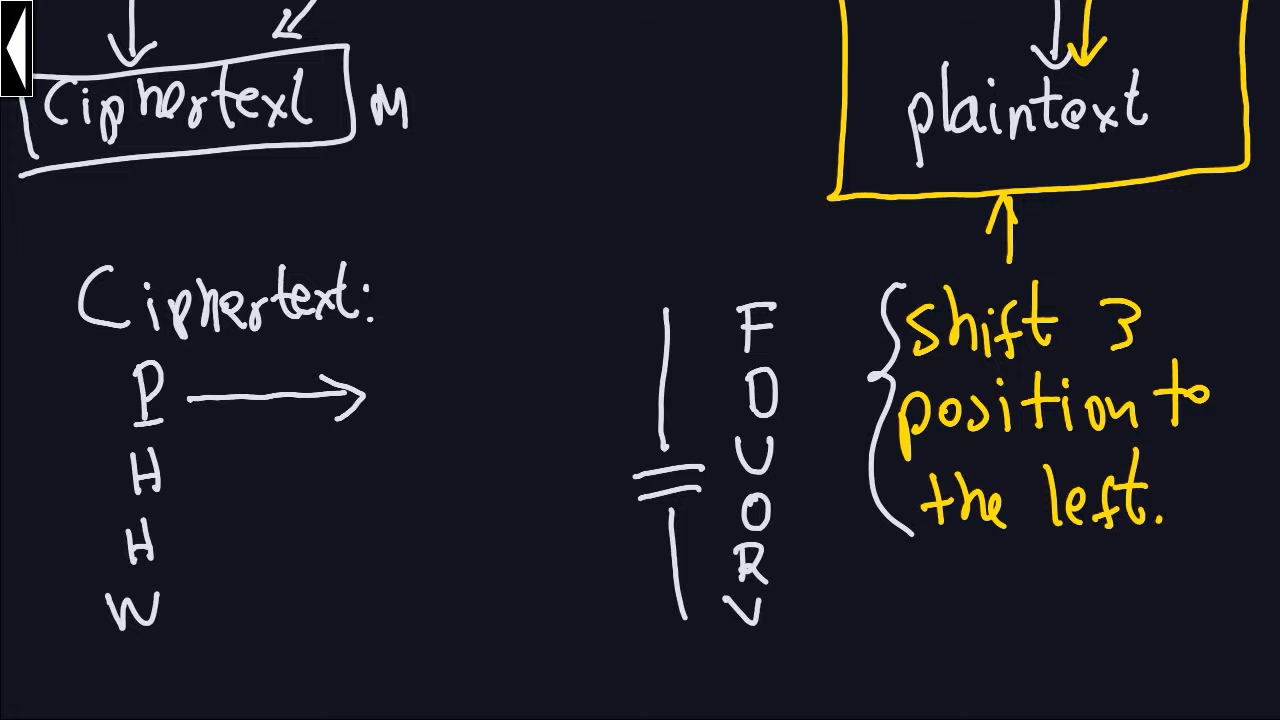 Ciphertext M
plaintext
Ciphertext:
P
H
H
W
F
D
U
O
R
V
shift 3
position to
the left.